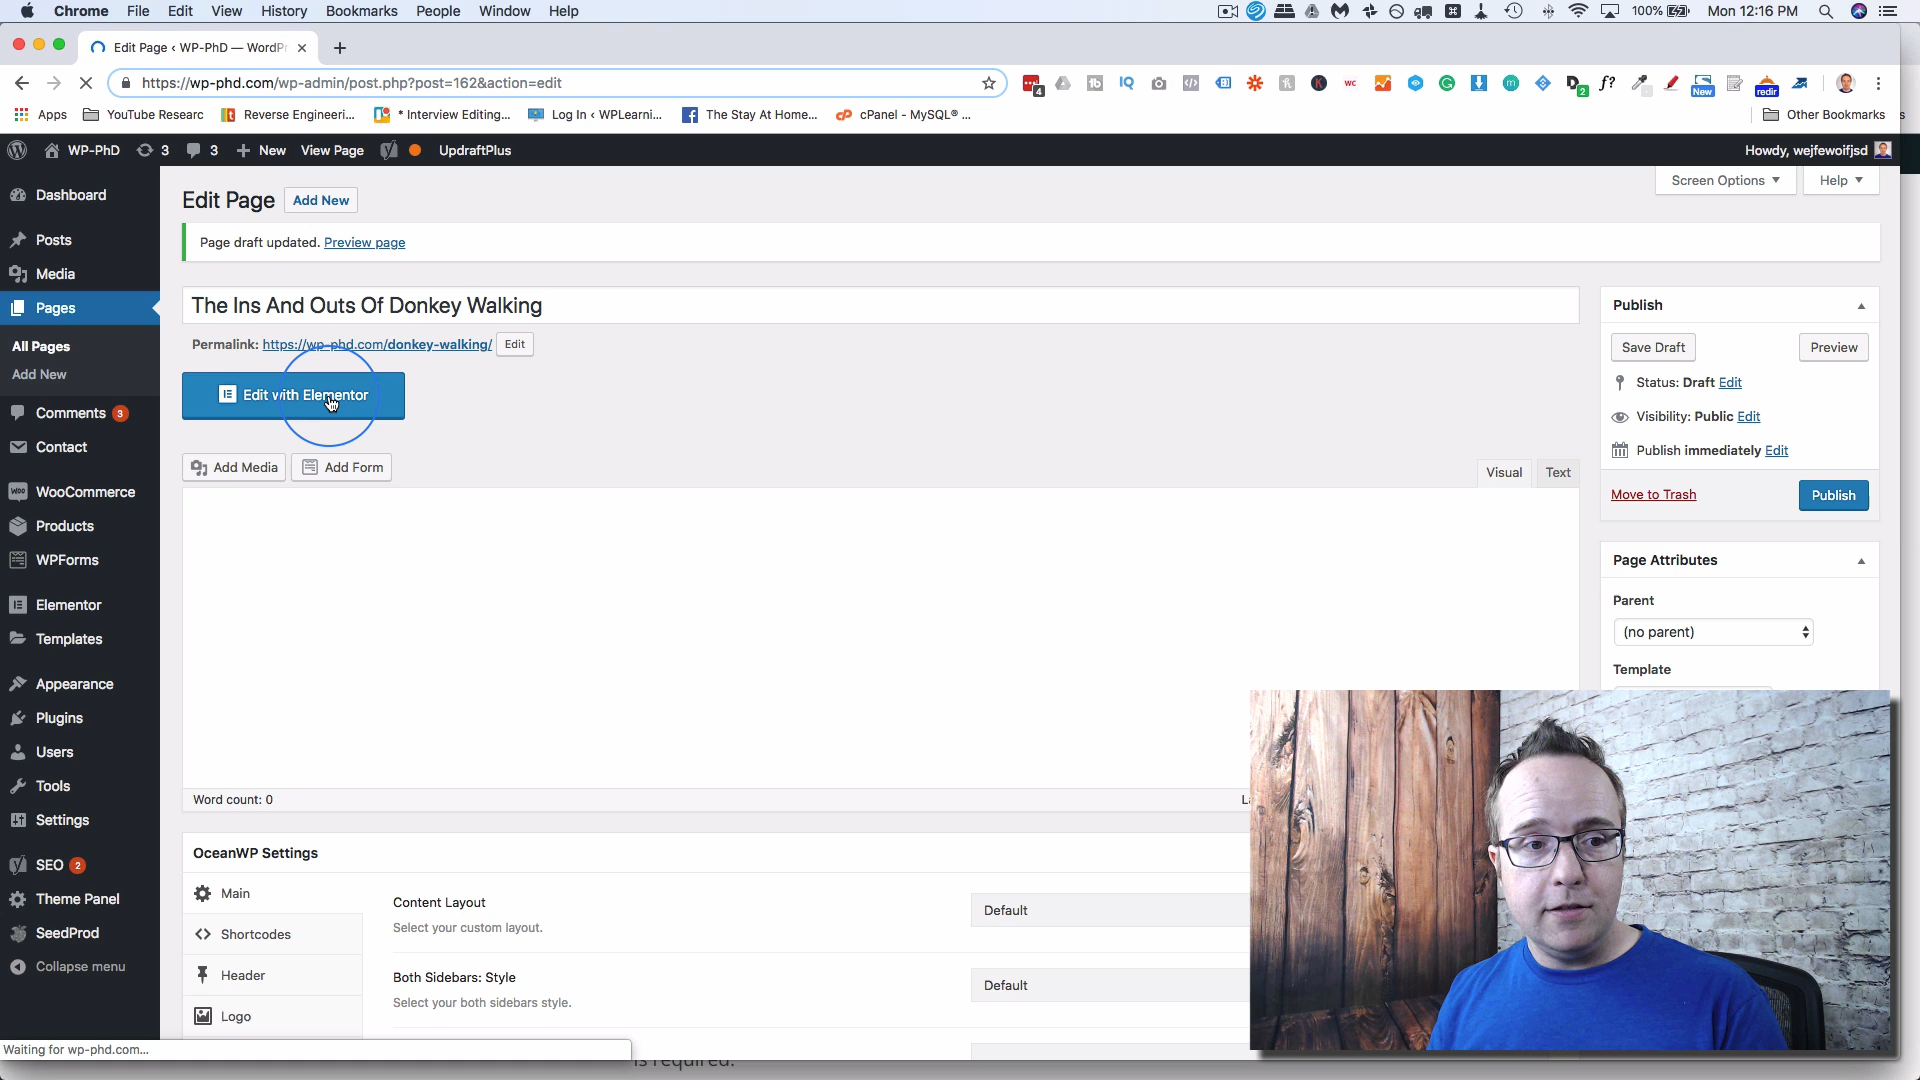 Chrome File Edit View History Bookmarks People Window Help 100% Mon 12:16 PM
Edit Page ‹ WP-PhD — WordPr
https://wp-phd.com/wp-admin/post.php?post=162&action=edit
Apps YouTube Researc Reverse Engineeri... * Interview Editing... Log In ‹ WPLearni... The Stay At Home... cPanel - MySQL® ... Other Bookmarks
WP-PhD 3 3 New View Page UpdraftPlus Howdy, wejfewoifjsd
Screen Options Help
Edit Page Add New
Page draft updated. Preview page
The Ins And Outs Of Donkey Walking
Permalink: https://wp-phd.com/donkey-walking/ Edit
Edit with Elementor
Add Media Add Form Visual Text
Word count: 0
Dashboard
Posts
Media
Pages
All Pages
Add New
Comments 3
Contact
WooCommerce
Products
WPForms
Elementor
Templates
Appearance
Plugins
Users
Tools
Settings
SEO 2
Theme Panel
SeedProd
Collapse menu
Publish
Save Draft Preview
Status: Draft Edit
Visibility: Public Edit
Publish immediately Edit
Move to Trash Publish
Page Attributes
Parent
(no parent)
Template
OceanWP Settings
Main
Shortcodes
Header
Logo
Content Layout
Select your custom layout.
Default
Both Sidebars: Style
Select your both sidebars style.
Default
Waiting for wp-phd.com...
is required.